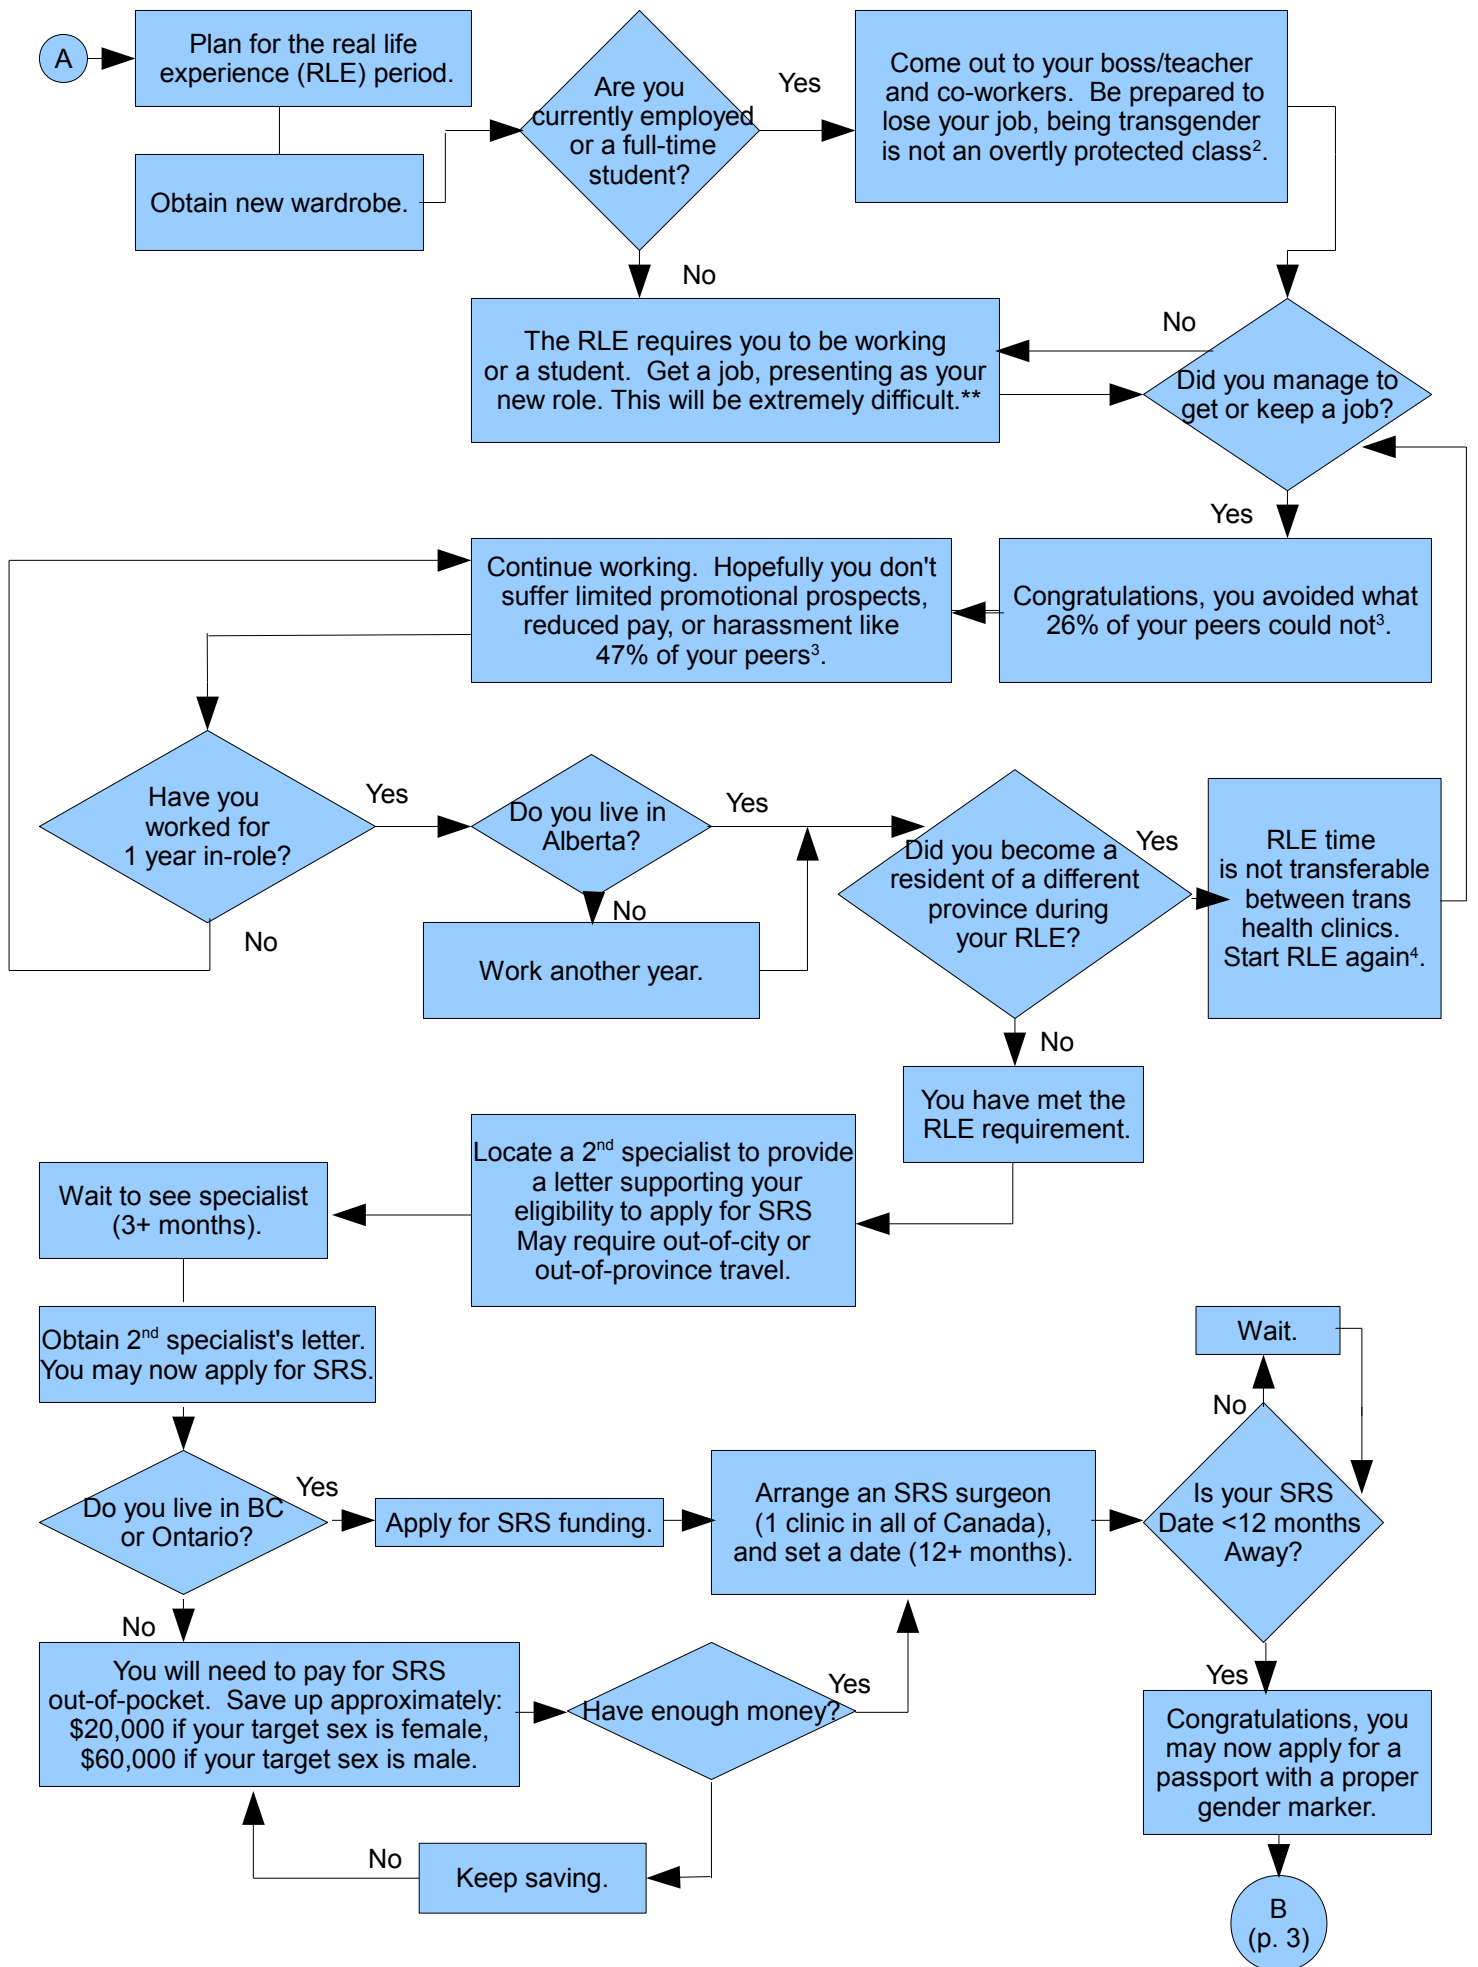 A
Plan for the real life
experience (RLE) period.
Obtain new wardrobe.
Are you
currently employed
or a full-time
student?
Yes
Come out to your boss/teacher
and co-workers.  Be prepared to
lose your job, being transgender
is not an overtly protected class².
No
The RLE requires you to be working
or a student.  Get a job, presenting as your
new role. This will be extremely difficult.**
No
Did you manage to
get or keep a job?
Yes
Congratulations, you avoided what
26% of your peers could not³.
Continue working.  Hopefully you don't
suffer limited promotional prospects,
reduced pay, or harassment like
47% of your peers³.
Have you
worked for
1 year in-role?
Yes
No
Do you live in
Alberta?
Yes
No
Work another year.
Did you become a
resident of a different
province during
your RLE?
Yes
RLE time
is not transferable
between trans
health clinics.
Start RLE again⁴.
No
You have met the
RLE requirement.
Locate a 2nd specialist to provide
a letter supporting your
eligibility to apply for SRS
May require out-of-city or
out-of-province travel.
Wait to see specialist
(3+ months).
Obtain 2nd specialist's letter.
You may now apply for SRS.
Do you live in BC
or Ontario?
Yes
Apply for SRS funding.
No
You will need to pay for SRS
out-of-pocket.  Save up approximately:
$20,000 if your target sex is female,
$60,000 if your target sex is male.
Have enough money?
Yes
No
Keep saving.
Arrange an SRS surgeon
(1 clinic in all of Canada),
and set a date (12+ months).
Wait.
No
Is your SRS
Date <12 months
Away?
Yes
Congratulations, you
may now apply for a
passport with a proper
gender marker.
B
(p. 3)